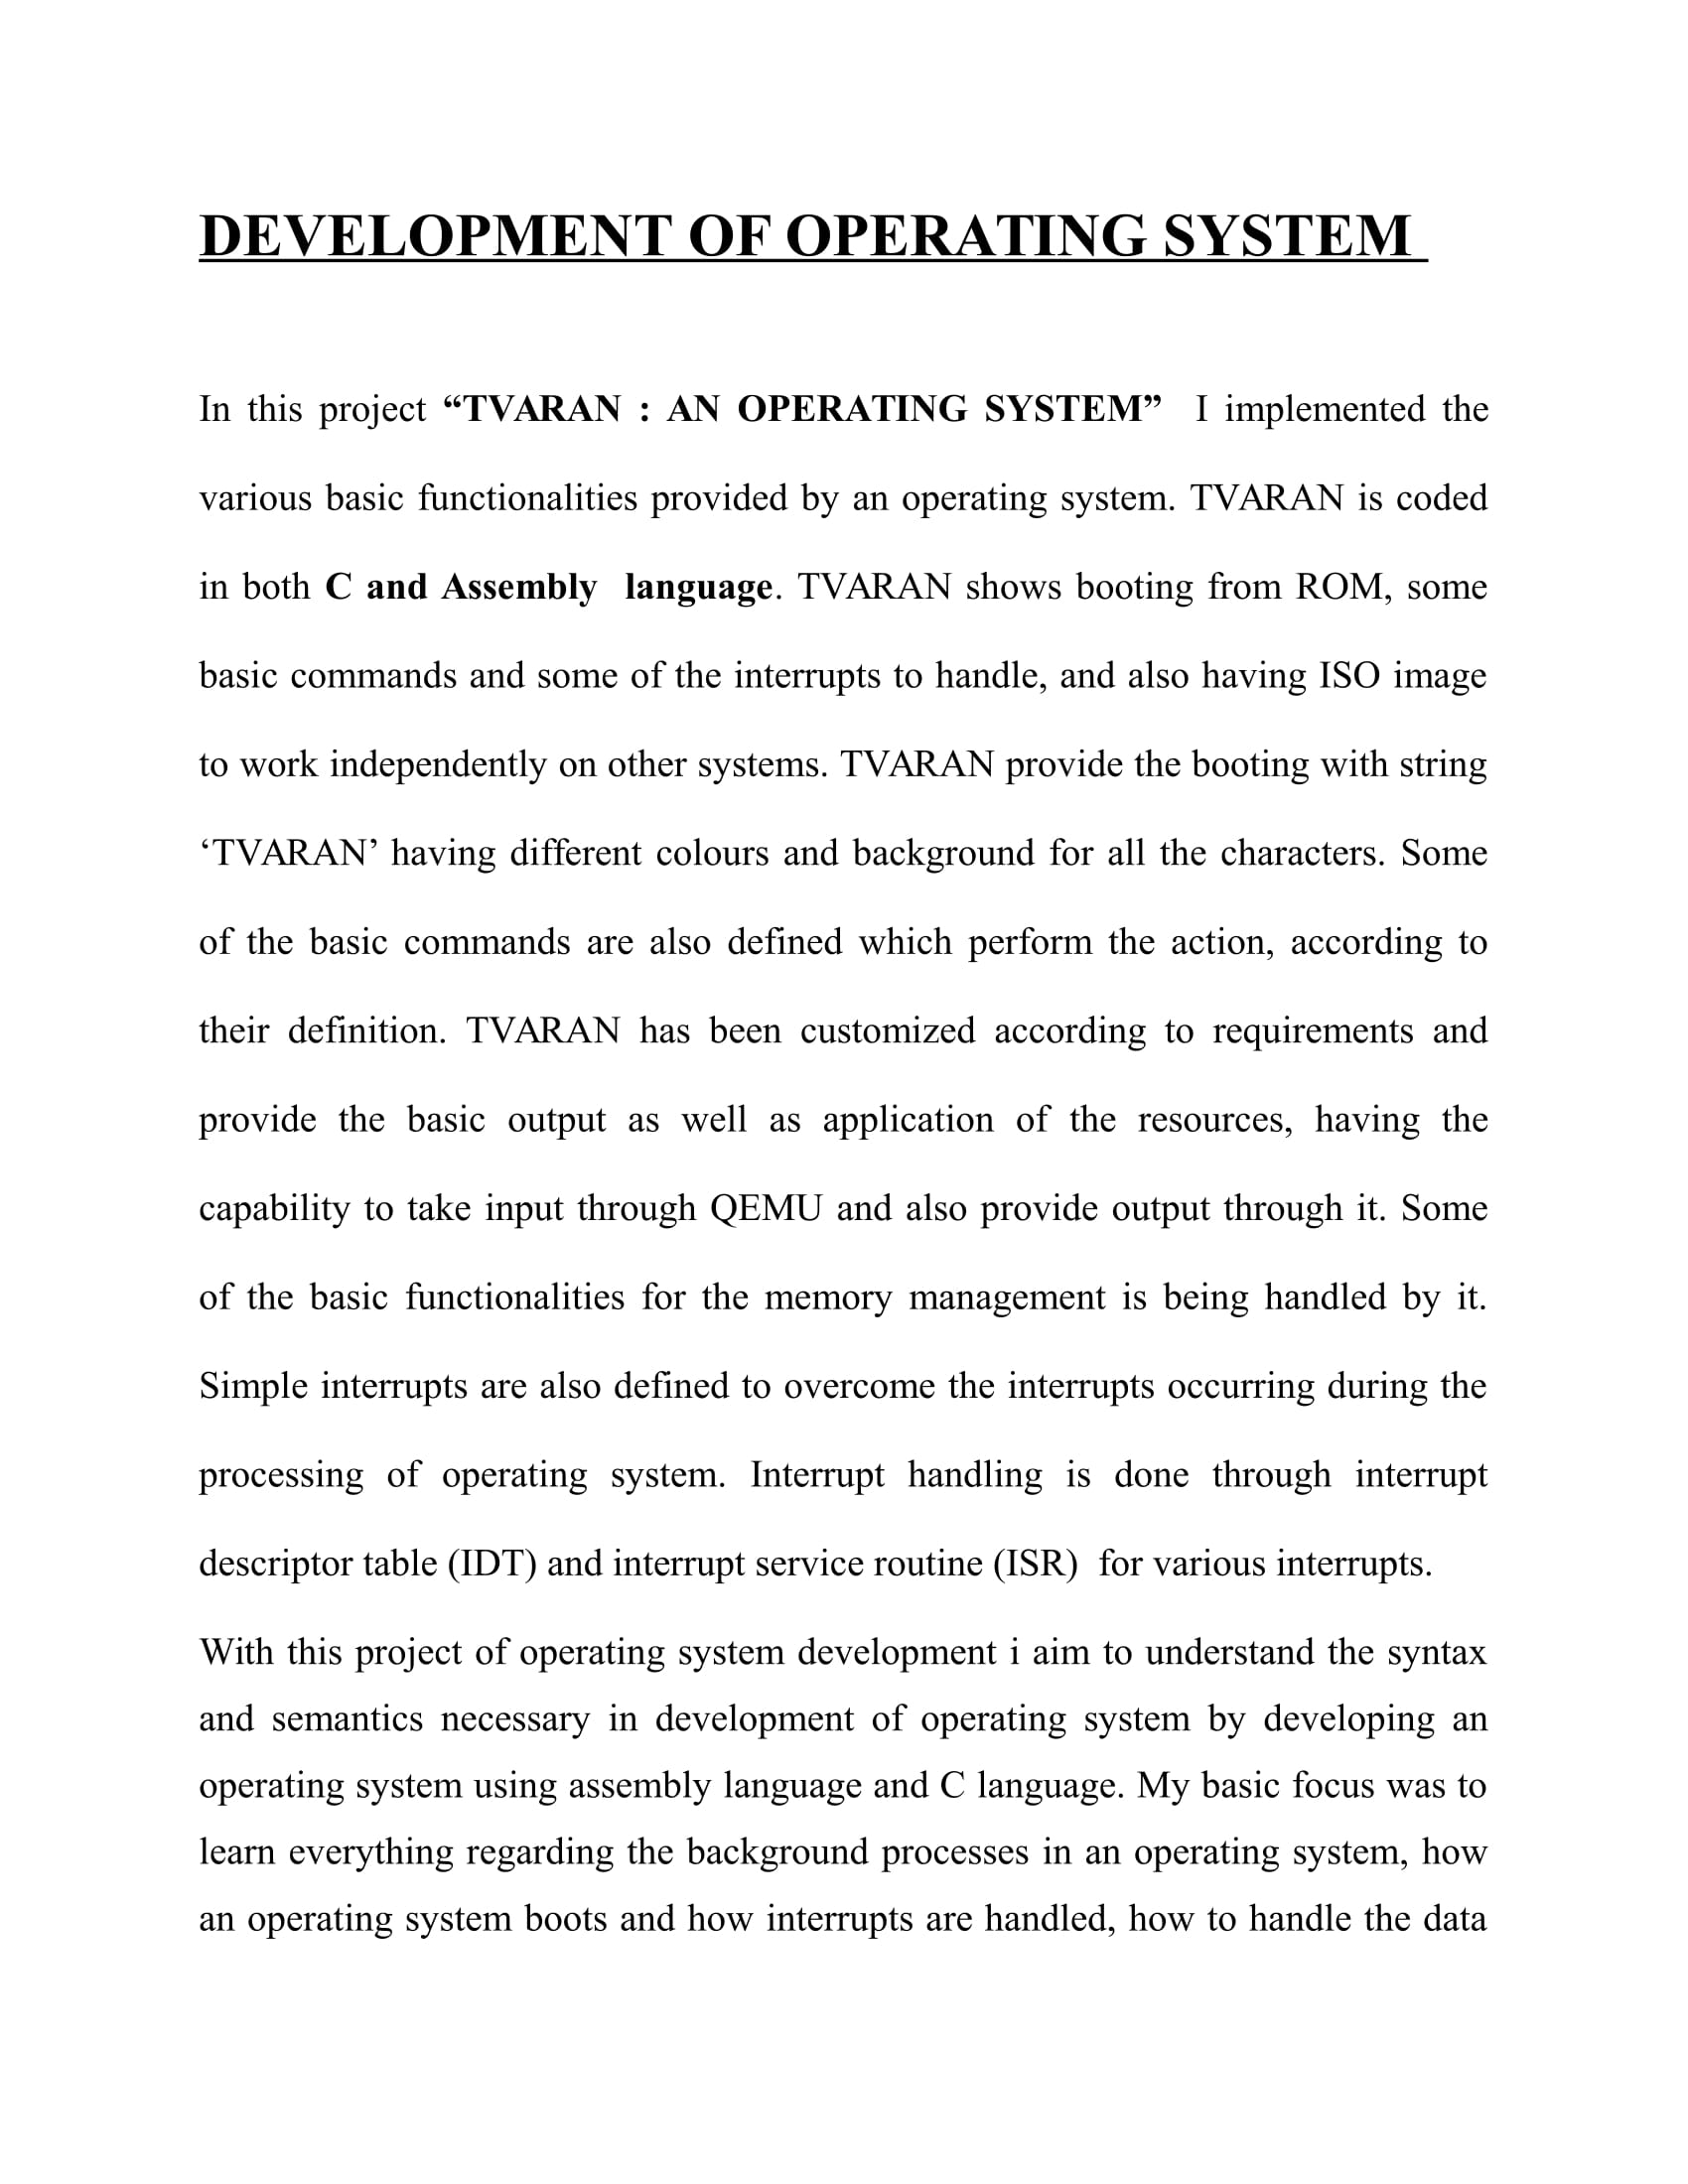 DEVELOPMENT OF OPERATING SYSTEM
In this project “TVARAN : AN OPERATING SYSTEM” I implemented the
various basic functionalities provided by an operating system. TVARAN is coded
in both C and Assembly language. TVARAN shows booting from ROM, some
basic commands and some of the interrupts to handle, and also having ISO image
to work independently on other systems. TVARAN provide the booting with string
‘TVARAN’ having different colours and background for all the characters. Some
of the basic commands are also defined which perform the action, according to
their definition. TVARAN has been customized according to requirements and
provide the basic output as well as application of the resources, having the
capability to take input through QEMU and also provide output through it. Some
of the basic functionalities for the memory management is being handled by it.
Simple interrupts are also defined to overcome the interrupts occurring during the
processing of operating system. Interrupt handling is done through interrupt
descriptor table (IDT) and interrupt service routine (ISR) for various interrupts.
With this project of operating system development i aim to understand the syntax
and semantics necessary in development of operating system by developing an
operating system using assembly language and C language. My basic focus was to
learn everything regarding the background processes in an operating system, how
an operating system boots and how interrupts are handled, how to handle the data